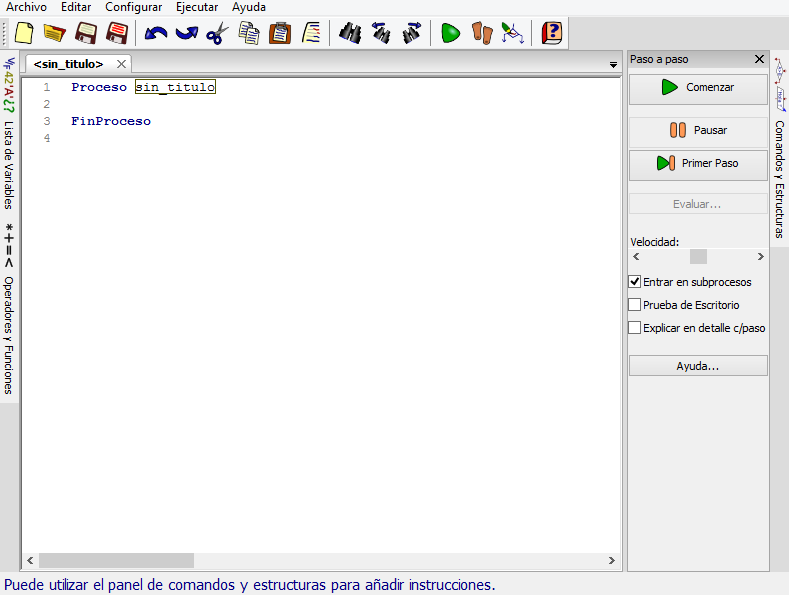 Archivo Editar Configurar Ejecutar Ayuda
<sin_titulo>
1 Proceso sin_titulo
2
3 FinProceso
4
Lista de Variables
*+=<
Operadores y Funciones
Paso a paso
Comenzar
Pausar
Primer Paso
Evaluar...
Velocidad:
Entrar en subprocesos
Prueba de Escritorio
Explicar en detalle c/paso
Ayuda...
Comandos y Estructuras
Puede utilizar el panel de comandos y estructuras para añadir instrucciones.